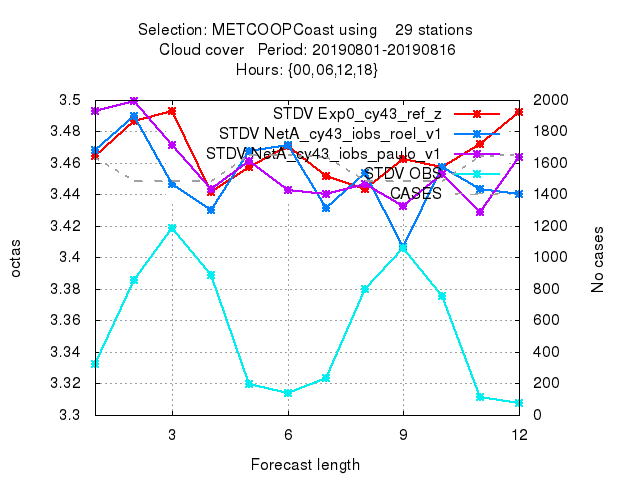 Selection: METCOOPCoast using    29 stations
Cloud cover   Period: 20190801-20190816
Hours: {00,06,12,18}
3.5
3.48
3.46
3.44
3.42
3.4
3.38
3.36
3.34
3.32
3.3
octas
STDV Exp0_cy43_ref_z
STDV NetA_cy43_iobs_roel_v1
STDV NetA_cy43_iobs_paulo_v1
STDV OBS
CASES
2000
1800
1600
1400
1200
1000
800
600
400
200
0
No cases
3 6 9 12
Forecast length